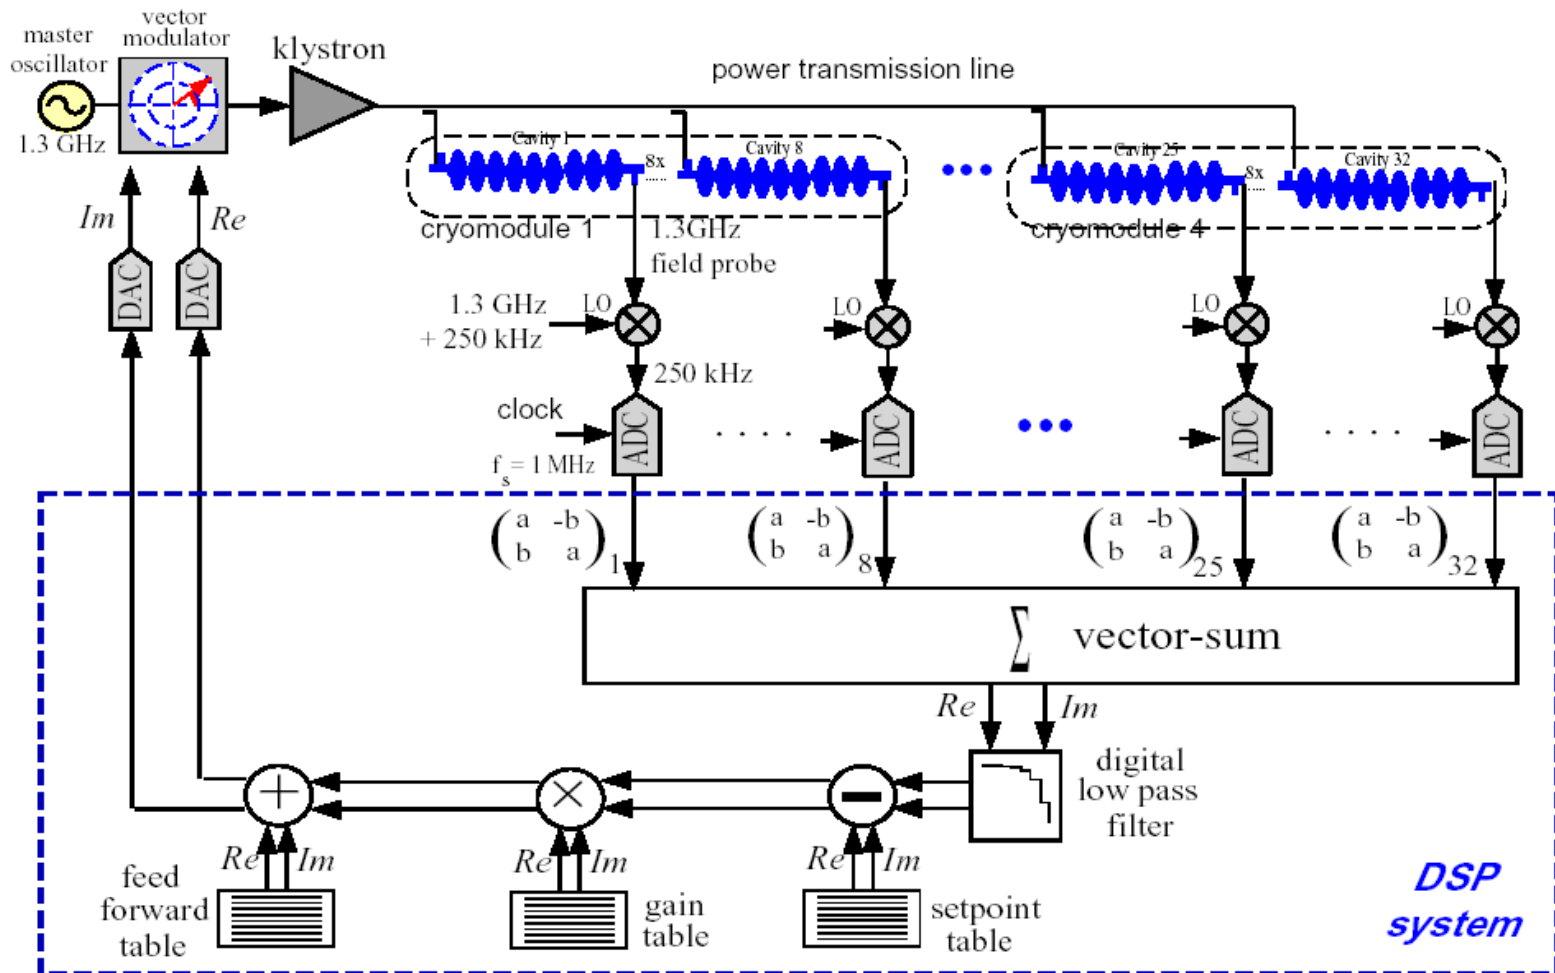 master
oscillator
1.3 GHz
vector
modulator
klystron
power transmission line
Cavity 1
8x
Cavity 8
Cavity 25
8x
Cavity 32
cryomodule 1
cryomodule 4
Im
Re
DAC
DAC
1.3GHz
field probe
1.3 GHz
+ 250 kHz
LO
LO
LO
LO
250 kHz
clock
f_s = 1 MHz
ADC
ADC
ADC
ADC
(a -b
b a)1
(a -b
b a)8
(a -b
b a)25
(a -b
b a)32
∑ vector-sum
Re
Im
digital
low pass
filter
+
×
−
Re Im
Re Im
Re Im
feed
forward
table
gain
table
setpoint
table
DSP
system